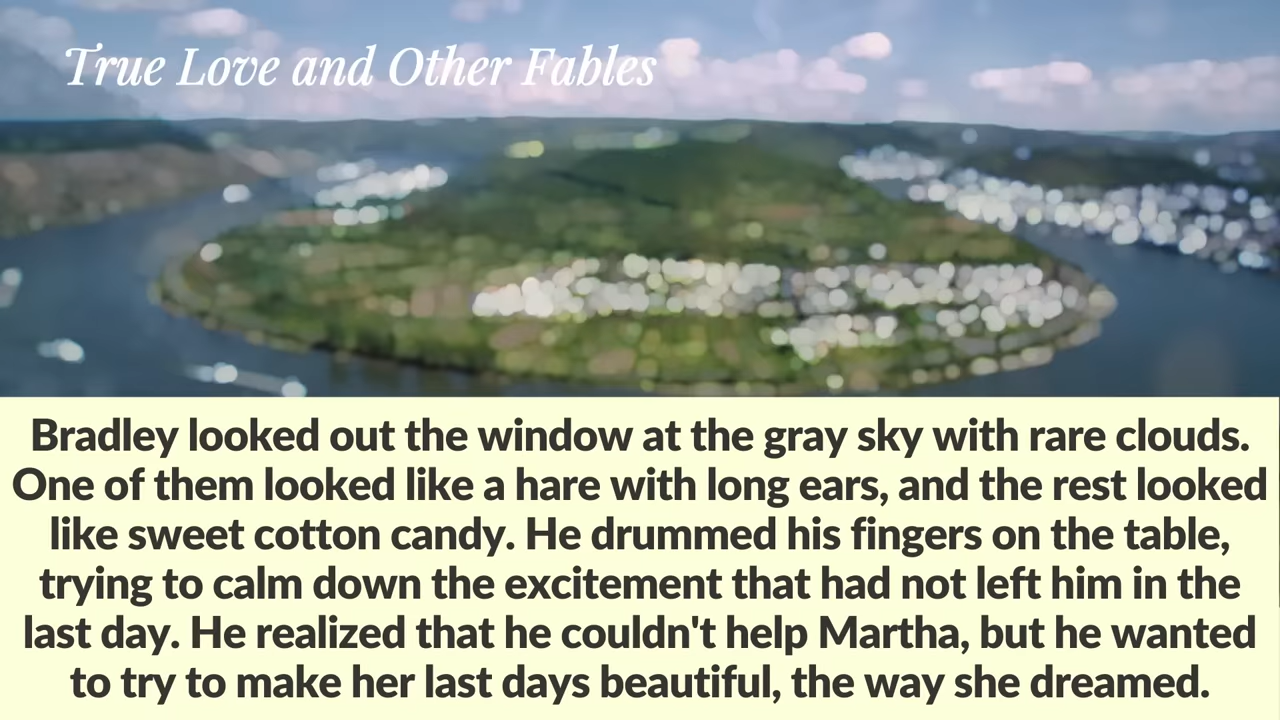 True Love and Other Fables
Bradley looked out the window at the gray sky with rare clouds.
One of them looked like a hare with long ears, and the rest looked
like sweet cotton candy. He drummed his fingers on the table,
trying to calm down the excitement that had not left him in the
last day. He realized that he couldn't help Martha, but he wanted
to try to make her last days beautiful, the way she dreamed.